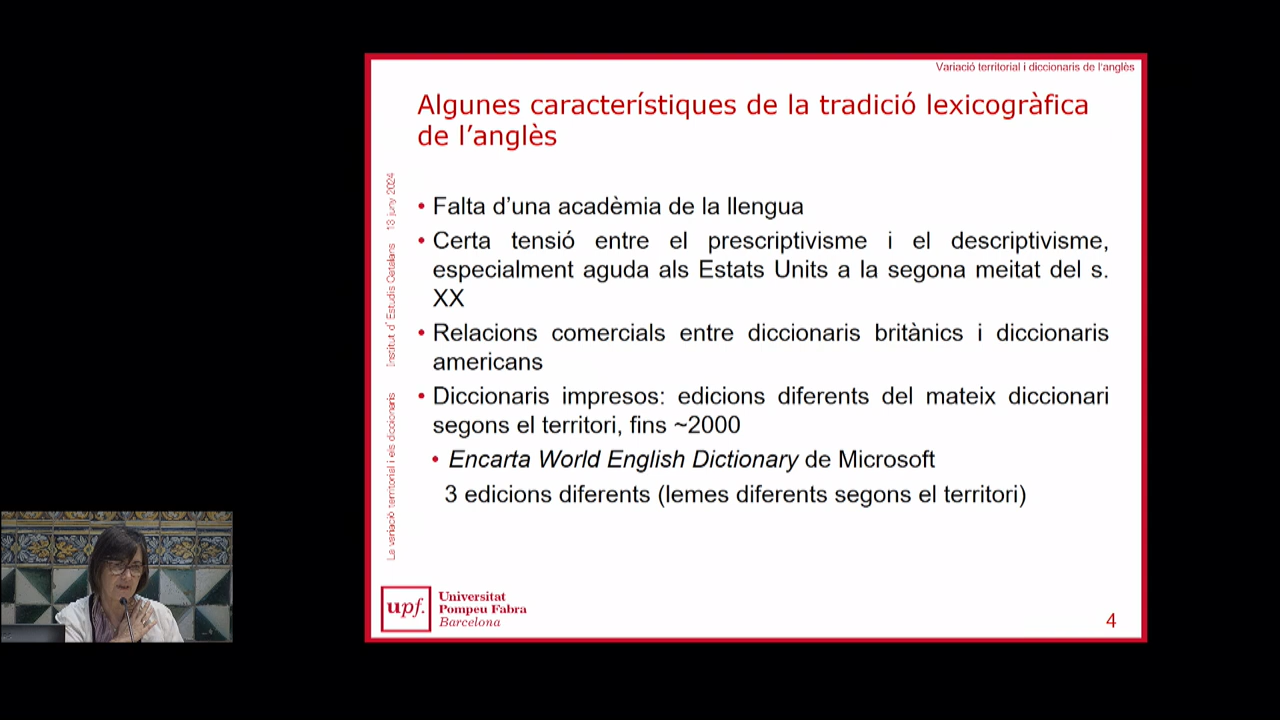 Variació territorial i diccionaris de l'anglès
Algunes característiques de la tradició lexicogràfica
de l’anglès
• Falta d’una acadèmia de la llengua
• Certa tensió entre el prescriptivisme i el descriptivisme,
especialment aguda als Estats Units a la segona meitat del s.
XX
• Relacions comercials entre diccionaris britànics i diccionaris
americans
• Diccionaris impresos: edicions diferents del mateix diccionari
segons el territori, fins ~2000
• Encarta World English Dictionary de Microsoft
3 edicions diferents (lemes diferents segons el territori)
La variació territorial i els diccionaris Institut d´Estudis Catalans 13 juny 2024
upf.
Universitat
Pompeu Fabra
Barcelona
4